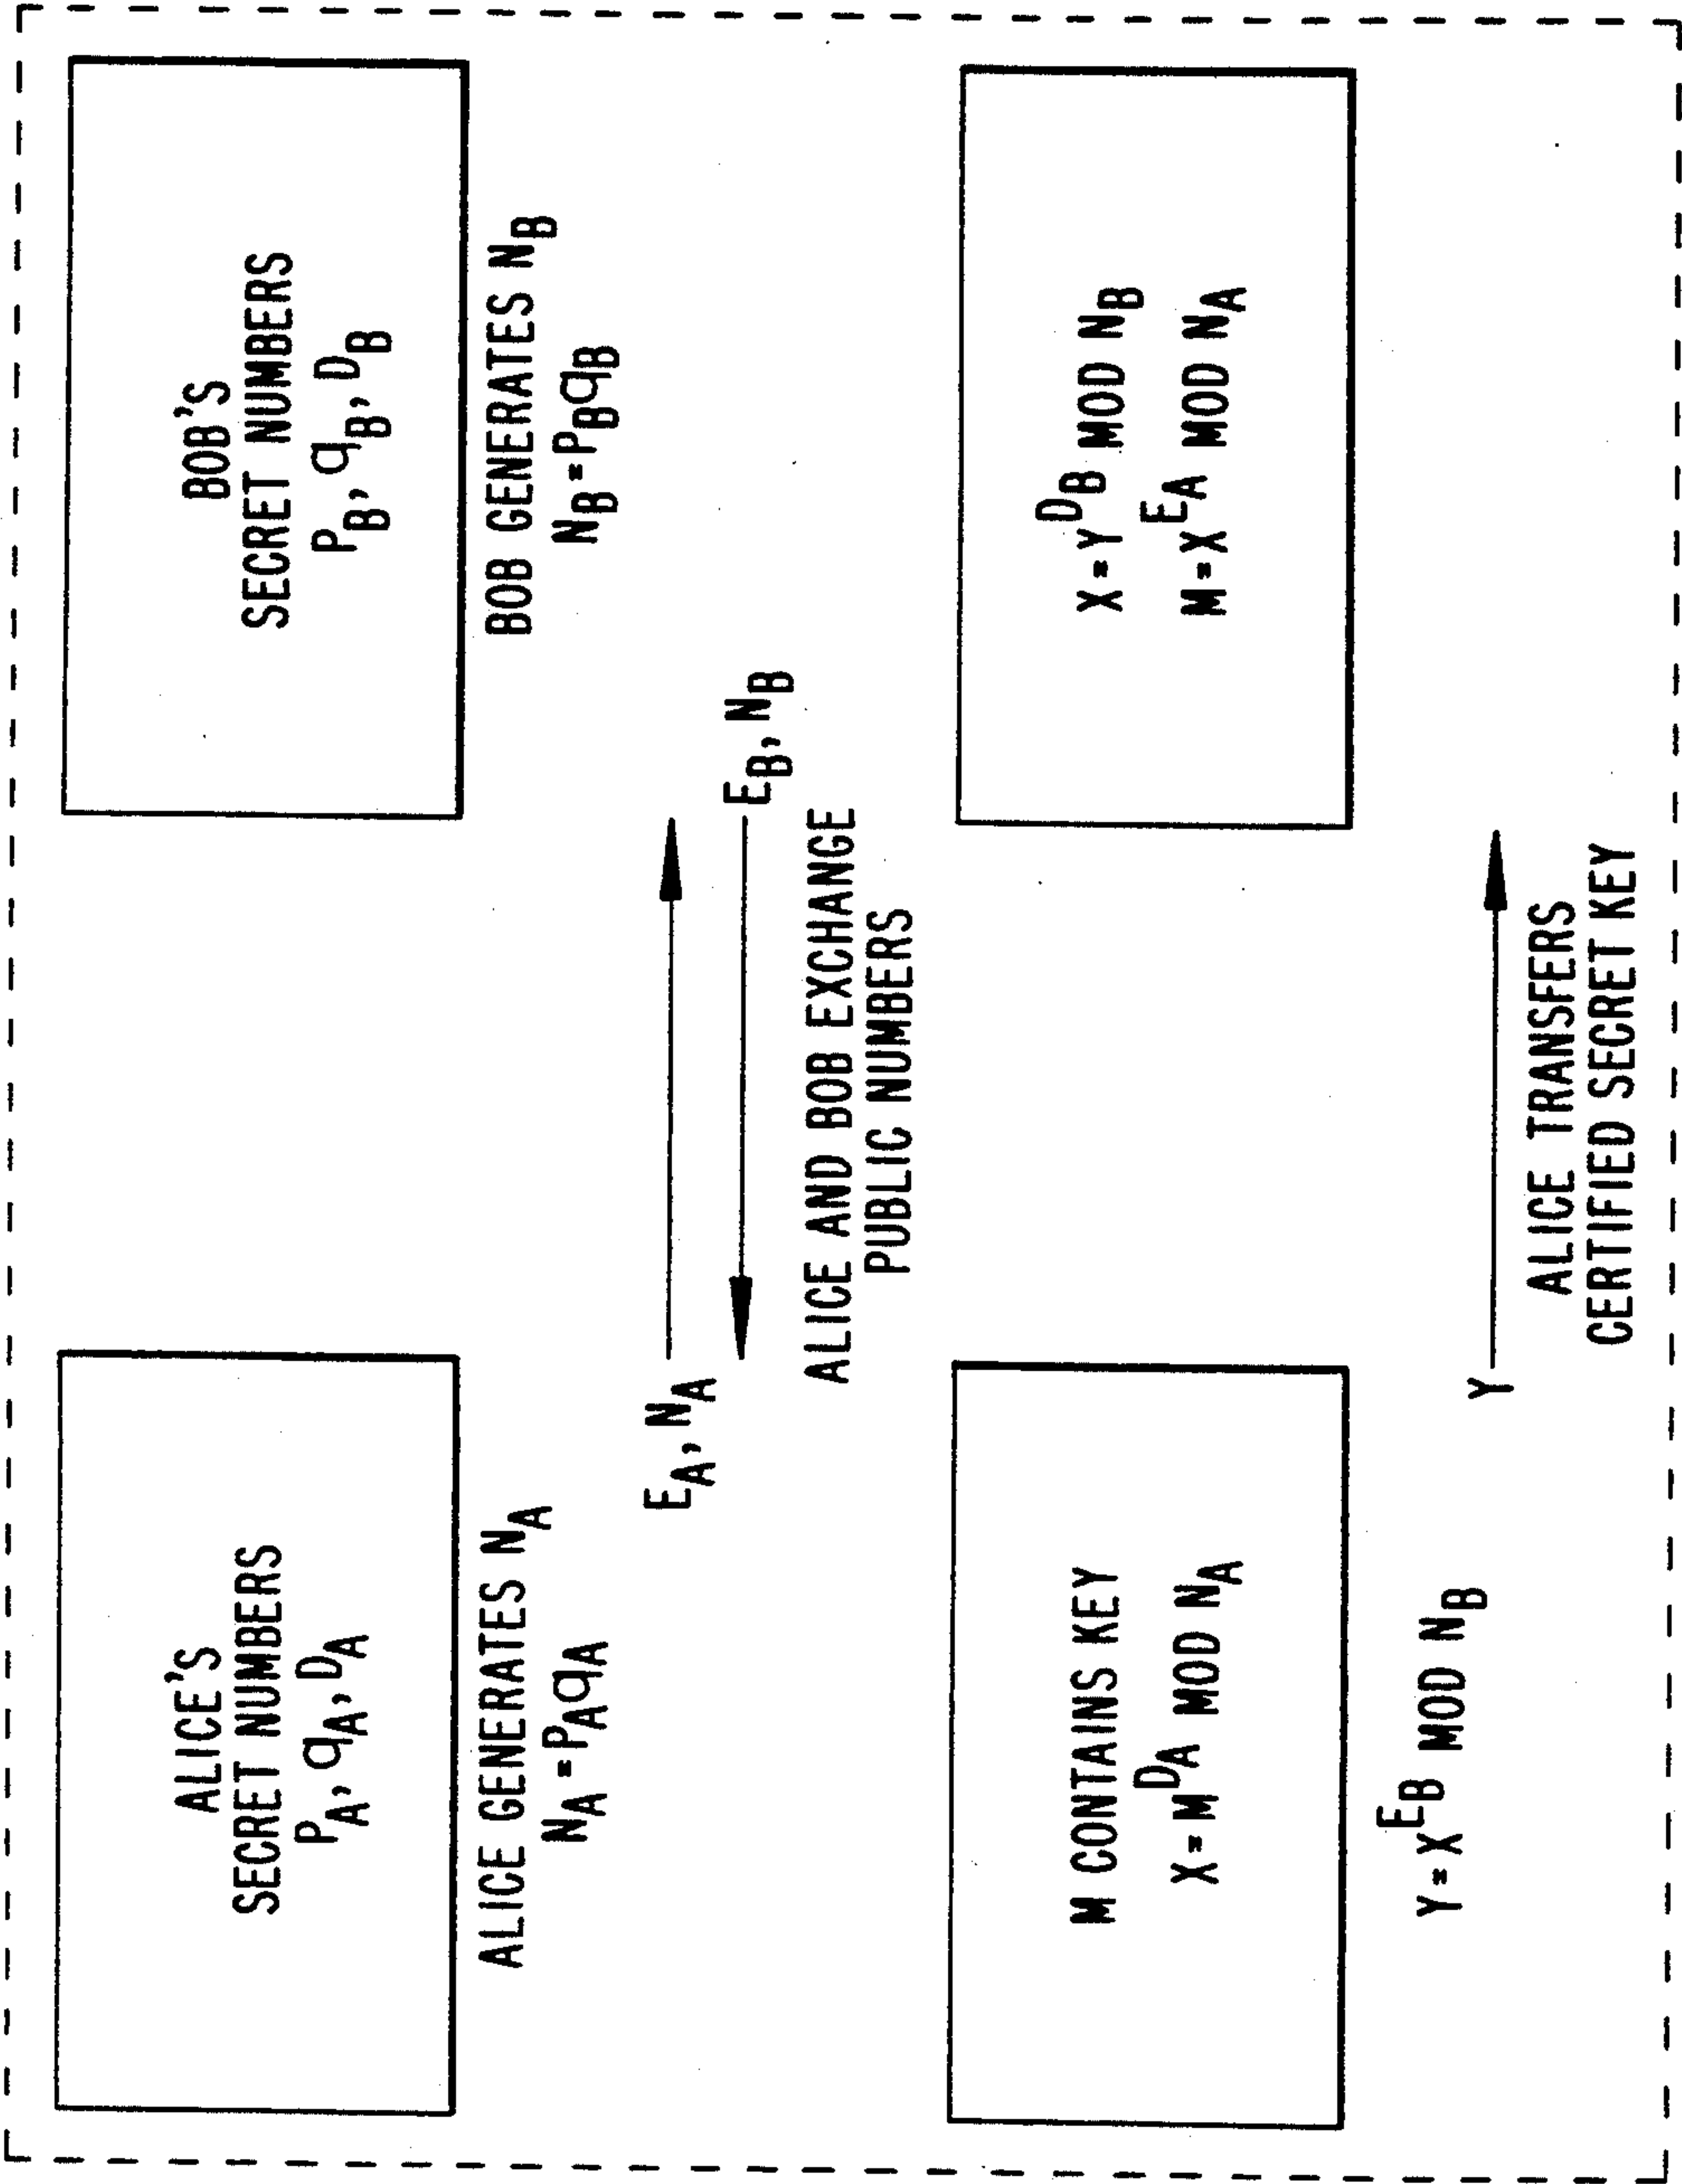 ALICE'S
SECRET NUMBERS
P_A, q_A, D_A
ALICE GENERATES N_A
N_A = P_A q_A
BOB'S
SECRET NUMBERS
P_B, q_B, D_B
BOB GENERATES N_B
N_B = P_B q_B
E_A, N_A
E_B, N_B
ALICE AND BOB EXCHANGE
PUBLIC NUMBERS
M CONTAINS KEY
X = M^D_A MOD N_A
Y = X^E_B MOD N_B
X = Y^D_B MOD N_B
M = X^E_A MOD N_A
Y
ALICE TRANSFERS
CERTIFIED SECRET KEY